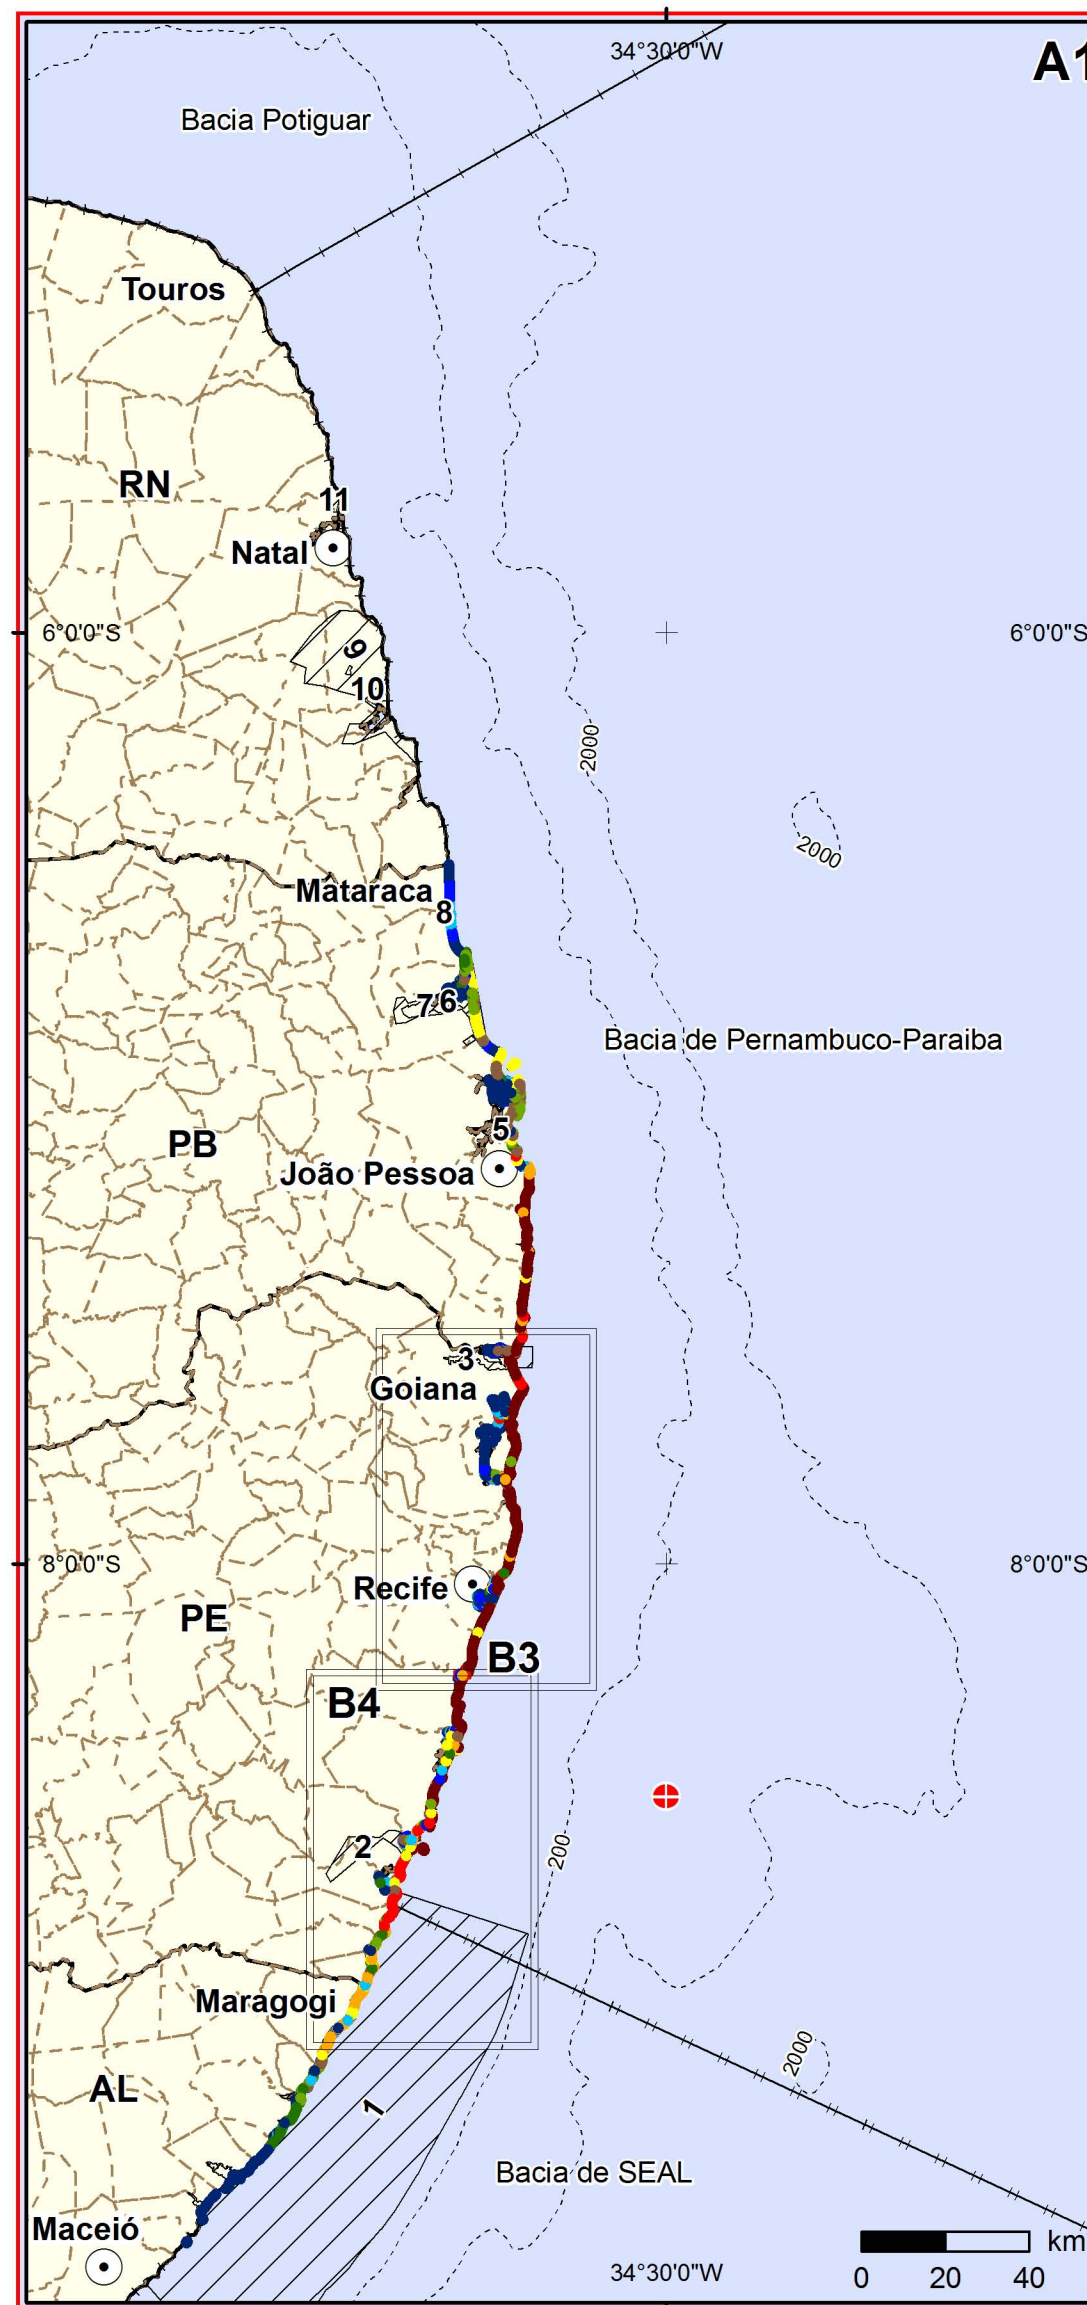 34°30'0"W
A1
Bacia Potiguar
Touros
RN
11
Natal
6°0'0"S
6°0'0"S
9
10
2000
2000
Mataraca
8
7
6
Bacia de Pernambuco-Paraiba
5
PB
João Pessoa
3
Goiana
8°0'0"S
8°0'0"S
Recife
PE
B3
B4
2
200
Maragogi
2000
AL
1
Bacia de SEAL
Maceió
34°30'0"W
km
0 20 40